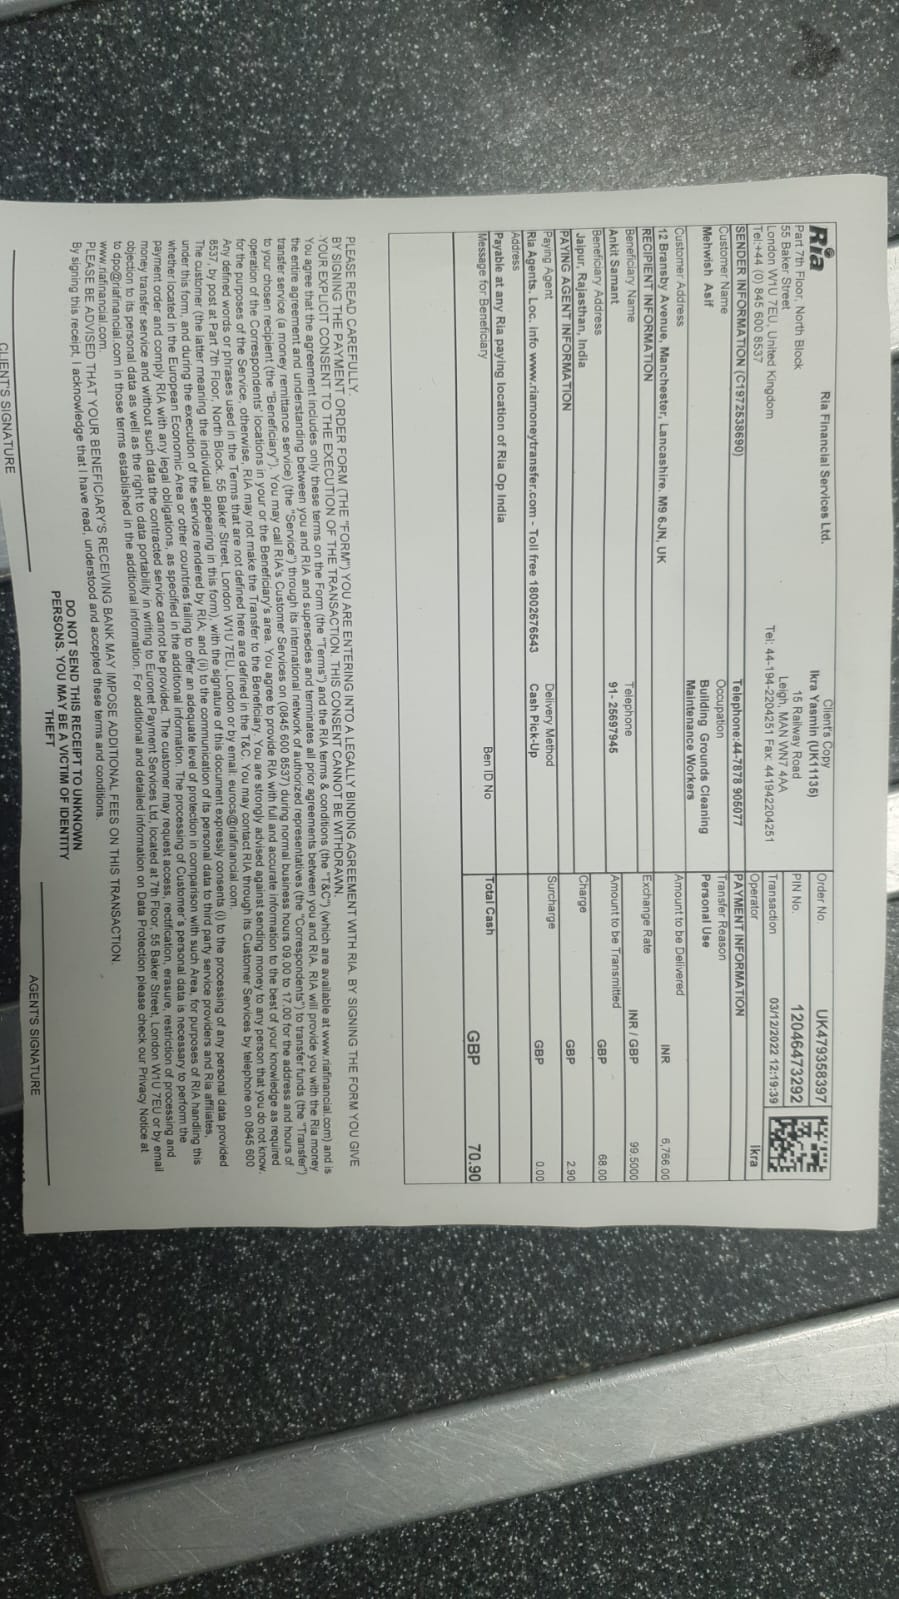 Ria
Ria Financial Services Ltd.
Client's Copy
Part 7th Floor, North Block
55 Baker Street
London W1U 7EU, United Kingdom
Tel:+44 (0) 845 600 8537
Ikra Yasmin (UK11135)
15 Railway Road
Leigh, MAN WN7 4AA
Tel: 44-194-2204251 Fax: 441942204251
Order No. UK479358397
PIN No. 12046473292
Transaction 03/12/2022 12:19:39
Operator Ikra
SENDER INFORMATION (C1972538690) Telephone:44-7878 905077
Customer Name Occupation
Mehwish Asif Building Grounds Cleaning
Maintenance Workers
Customer Address
12 Bransby Avenue, Manchester, Lancashire, M9 6JN, UK
RECIPIENT INFORMATION
Beneficiary Name Telephone
Ankit Samant 91- 25697945
Beneficiary Address
Jaipur, Rajasthan, India
PAYING AGENT INFORMATION
Paying Agent Delivery Method
Ria Agents. Loc. info www.riamoneytransfer.com - Toll free 18002676543 Cash Pick-Up
Address
Payable at any Ria paying location of Ria Op India
Message for Beneficiary Ben ID No
PAYMENT INFORMATION
Transfer Reason
Personal Use
Amount to be Delivered INR 6,766.00
Exchange Rate INR / GBP 99.5000
Amount to be Transmitted GBP 68.00
Charge GBP 2.90
Surcharge GBP 0.00
Total Cash GBP 70.90
PLEASE READ CAREFULLY.
BY SIGNING THE PAYMENT ORDER FORM (THE "FORM") YOU ARE ENTERING INTO A LEGALLY BINDING AGREEMENT WITH RIA. BY SIGNING THE FORM YOU GIVE
YOUR EXPLICIT CONSENT TO THE EXECUTION OF THE TRANSACTION. THIS CONSENT CANNOT BE WITHDRAWN.
You agree that the agreement includes only these terms on the Form (the "Terms") and the RIA terms & conditions (the "T&C") (which are available at www.riafinancial.com) and is
the entire agreement and understanding between you and RIA and supersedes and terminates all prior agreements between you and RIA. RIA will provide you with the Ria money
transfer service (a money remittance service) (the "Service") through its international network of authorized representatives (the "Correspondents") to transfer funds (the "Transfer")
to your chosen recipient (the "Beneficiary"). You may call RIA's Customer Services on (0845 600 8537) during normal business hours 09.00 to 17.00 for the address and hours of
operation of the Correspondents' locations in your or the Beneficiary's area. You agree to provide RIA with full and accurate information to the best of your knowledge as required
for the purposes of the Service, otherwise, RIA may not make the Transfer to the Beneficiary. You are strongly advised against sending money to any person that you do not know.
Any defined words or phrases used in the Terms that are not defined here are defined in the T&C. You may contact RIA through its Customer Services by telephone on 0845 600
8537, by post at Part 7th Floor, North Block, 55 Baker Street, London W1U 7EU, London or by email: eurocs@riafinancial.com.
The customer (the latter meaning the individual appearing in this form), with the signature of this document expressly consents (i) to the processing of any personal data provided
under this form, and during the execution of the service rendered by RIA; and (ii) to the communication of its personal data to third party service providers and Ria affiliates,
whether located in the European Economic Area or other countries failing to offer an adequate level of protection in comparison with such Area, for purposes of RIA handling this
payment order and comply RIA with any legal obligations, as specified in the additional information. The processing of Customer's personal data is necessary to perform the
money transfer service and without such data the contracted service cannot be provided. The customer may request access, rectification, erasure, restriction of processing and
objection to its personal data as well as the right to data portability in writing to Euronet Payment Services Ltd, located at 7th Floor, 55 Baker Street, London W1U 7EU or by email
to dpo@riafinancial.com in those terms established in the additional information. For additional and detailed information on Data Protection please check our Privacy Notice at
www.riafinancial.com.
PLEASE BE ADVISED THAT YOUR BENEFICIARY'S RECEIVING BANK MAY IMPOSE ADDITIONAL FEES ON THIS TRANSACTION.
By signing this receipt, I acknowledge that I have read, understood and accepted these terms and conditions.
DO NOT SEND THIS RECEIPT TO UNKNOWN
PERSONS. YOU MAY BE A VICTIM OF IDENTITY
THEFT
CLIENT'S SIGNATURE
AGENT'S SIGNATURE